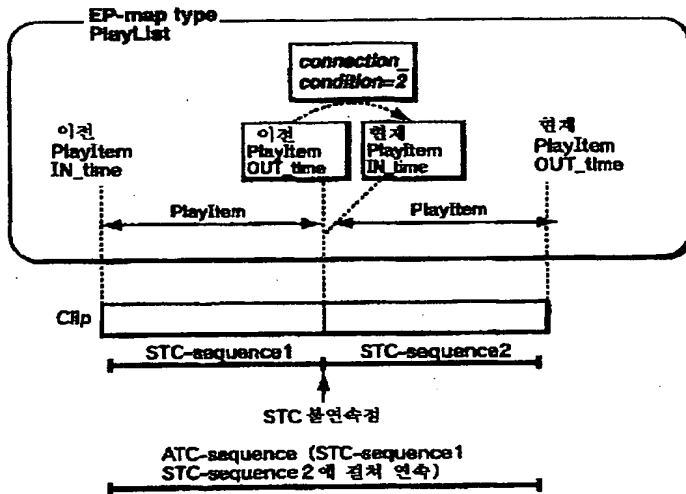 EP-map type
PlayList
connection_
condition=2
이전
PlayItem
IN_time
이전
PlayItem
OUT_time
현재
PlayItem
IN_time
현재
PlayItem
OUT_time
PlayItem
PlayItem
Clip
STC-sequence1
STC-sequence2
STC 불연속점
ATC-sequence (STC-sequence1
STC-sequence2에 걸쳐 연속)